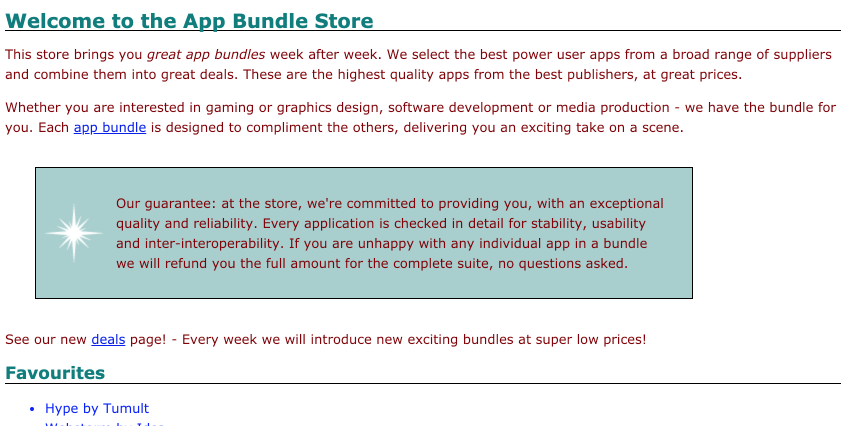 Welcome to the App Bundle Store
This store brings you great app bundles week after week. We select the best power user apps from a broad range of suppliers
and combine them into great deals. These are the highest quality apps from the best publishers, at great prices.
Whether you are interested in gaming or graphics design, software development or media production - we have the bundle for
you. Each app bundle is designed to compliment the others, delivering you an exciting take on a scene.
Our guarantee: at the store, we're committed to providing you, with an exceptional
quality and reliability. Every application is checked in detail for stability, usability
and inter-interoperability. If you are unhappy with any individual app in a bundle
we will refund you the full amount for the complete suite, no questions asked.
See our new deals page! - Every week we will introduce new exciting bundles at super low prices!
Favourites
• Hype by Tumult